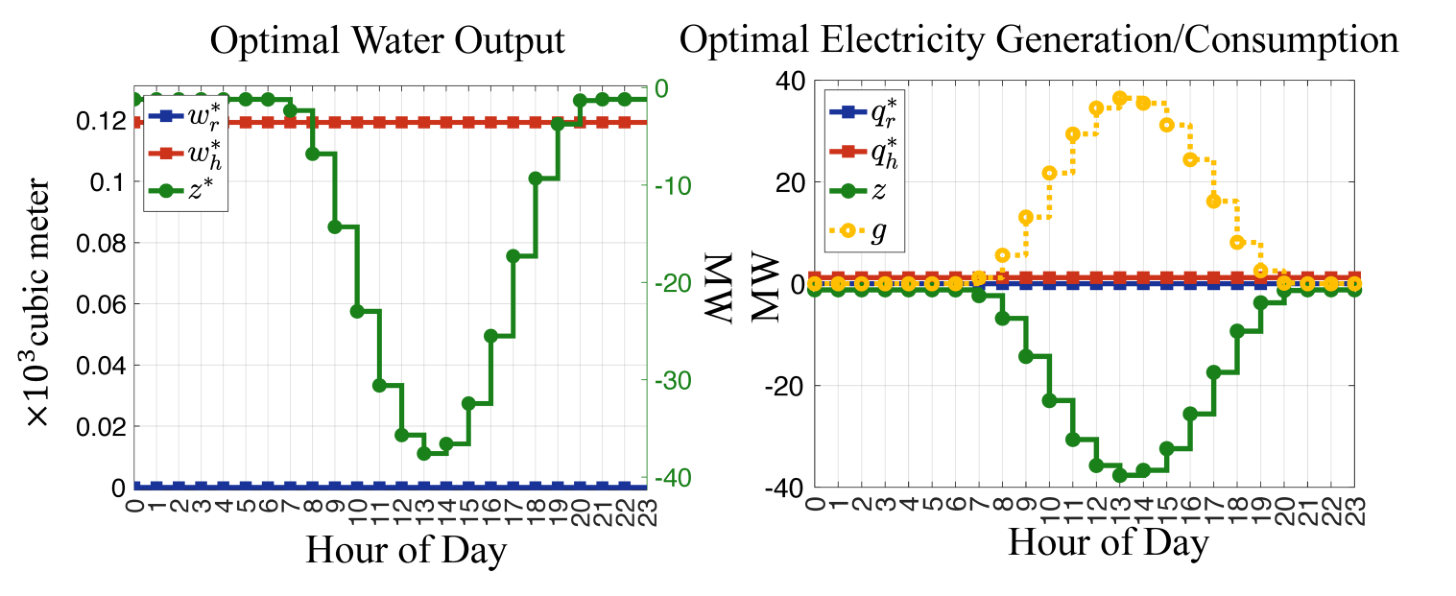 Optimal Water Output
×10³ cubic meter
0.12
0.1
0.08
0.06
0.04
0.02
0
w*r
w*h
z*
0
-10
-20
-30
-40
MW
0 1 2 3 4 5 6 7 8 9 10 11 12 13 14 15 16 17 18 19 20 21 22 23
Hour of Day
Optimal Electricity Generation/Consumption
MW
40
20
0
-20
-40
q*r
q*h
z
g
0 1 2 3 4 5 6 7 8 9 10 11 12 13 14 15 16 17 18 19 20 21 22 23
Hour of Day